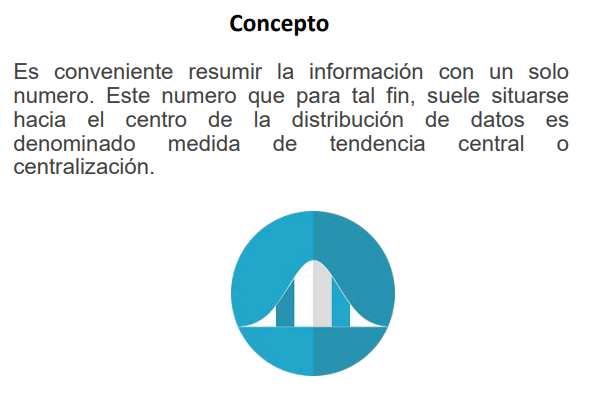 Concepto
Es conveniente resumir la información con un solo
numero. Este numero que para tal fin, suele situarse
hacia el centro de la distribución de datos es
denominado medida de tendencia central o
centralización.